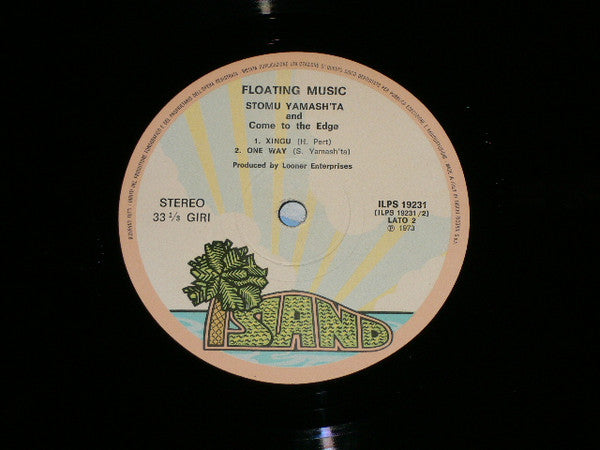 FLOATING MUSIC
STOMU YAMASH'TA
and
Come to the Edge
1. XINGU (H. Pert)
2. ONE WAY (S. Yamash'ta)
Produced by Looner Enterprises
STEREO
33 1/3 GIRI
ILPS 19231
(ILPS 19231/2)
LATO 2
℗ 1973
ISLAND